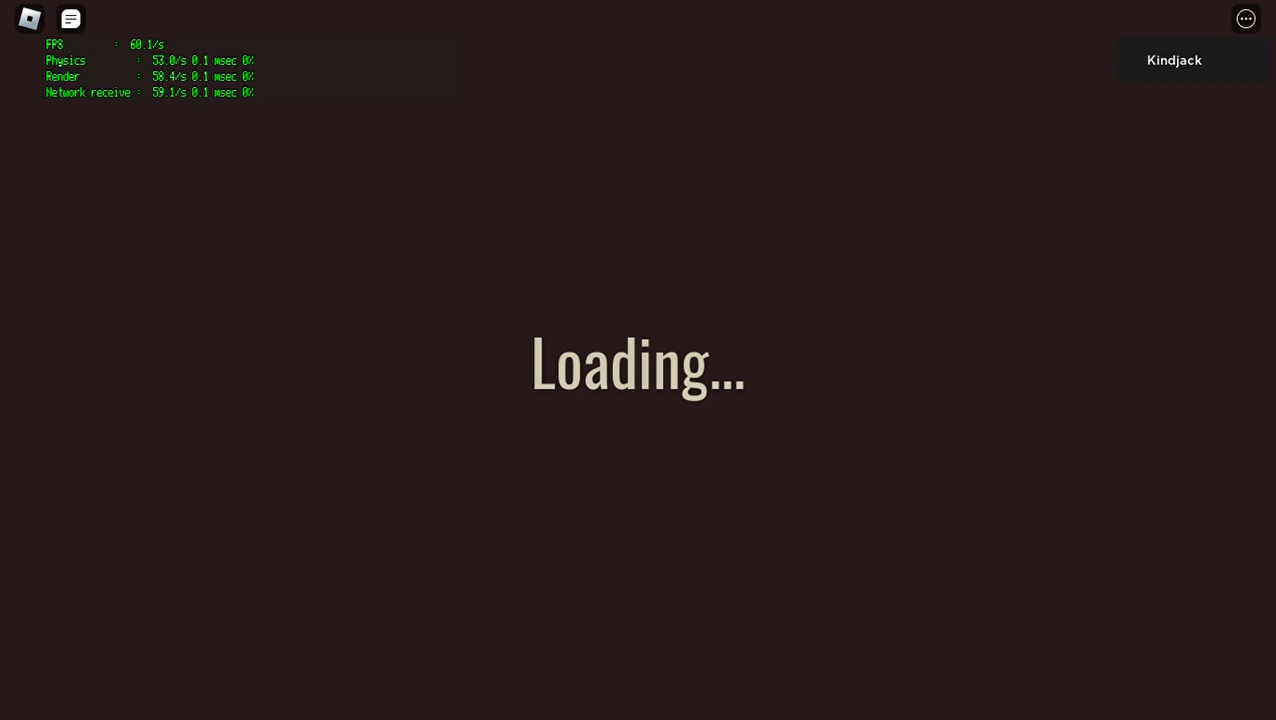 FPS : 60.1/s
Physics : 53.0/s 0.1 msec 0%
Render : 58.4/s 0.1 msec 0%
Network receive : 59.1/s 0.1 msec 0%
Kindjack
Loading...